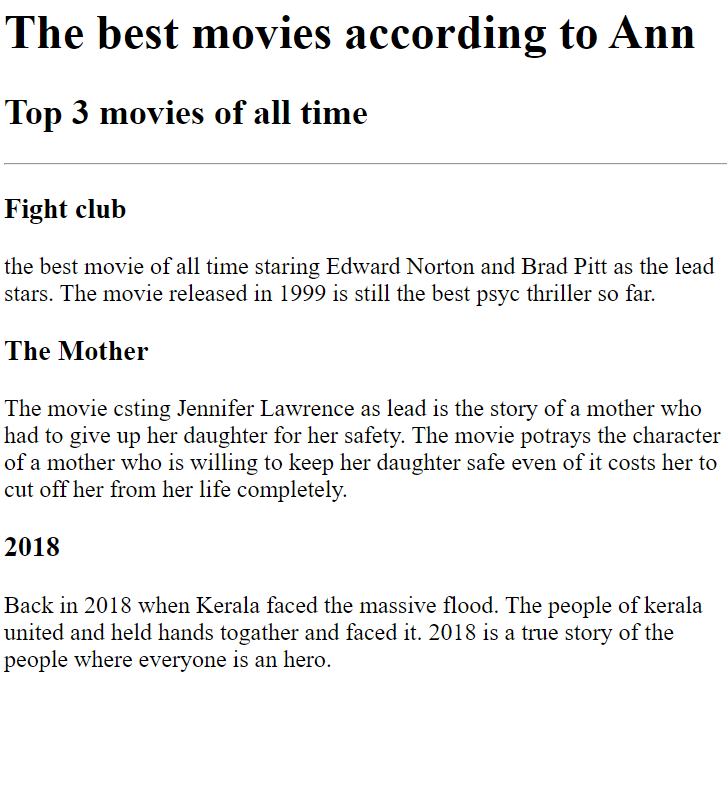 The best movies according to Ann
Top 3 movies of all time
Fight club
the best movie of all time staring Edward Norton and Brad Pitt as the lead
stars. The movie released in 1999 is still the best psyc thriller so far.
The Mother
The movie csting Jennifer Lawrence as lead is the story of a mother who
had to give up her daughter for her safety. The movie potrays the character
of a mother who is willing to keep her daughter safe even of it costs her to
cut off her from her life completely.
2018
Back in 2018 when Kerala faced the massive flood. The people of kerala
united and held hands togather and faced it. 2018 is a true story of the
people where everyone is an hero.